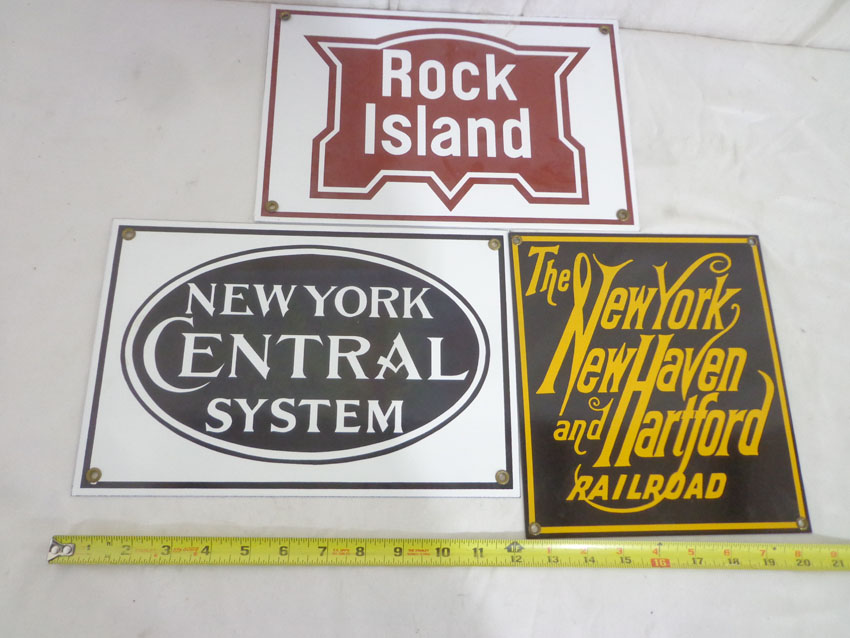 Rock
Island
NEW YORK
CENTRAL
SYSTEM
The New York
New Haven
and Hartford
RAILROAD
1 2 3 4 5 6 7 8 9 10 11 12 13 14 15 16 17 18 19 20 21